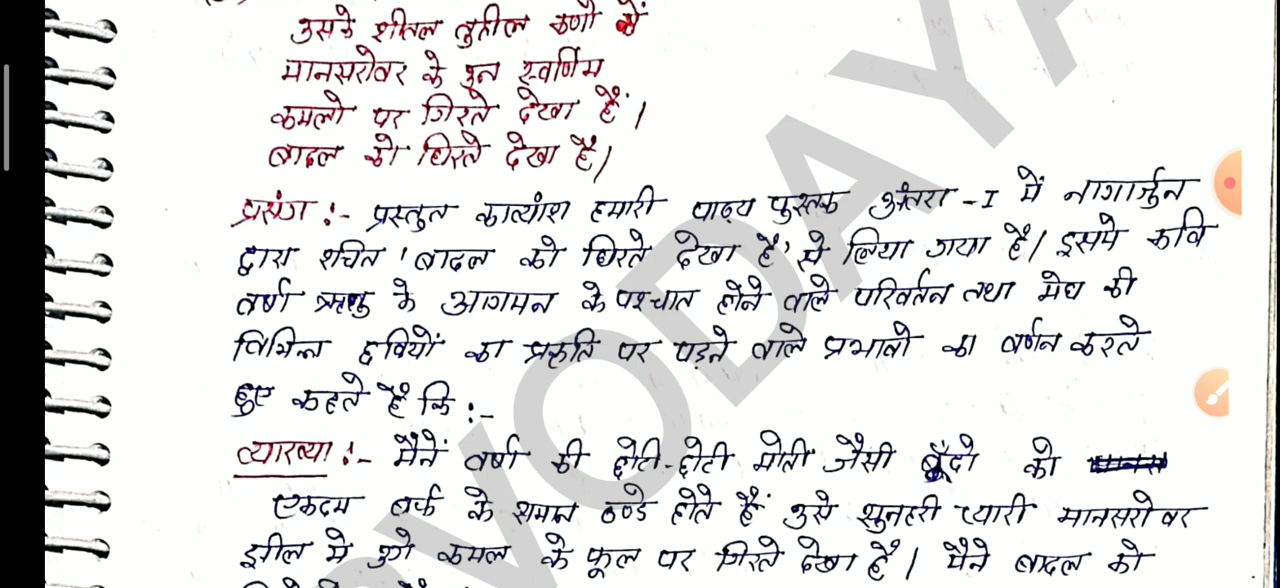 उसके शीतल तुहीन कणो को
मानसरोवर के इन स्वर्णिम
कमलो पर गिरते देखा हैं।
बादल को घिरते देखा है।
प्रसंग :- प्रस्तुत काव्यांश हमारी पाठ्य पुस्तक अंतरा -I में नागार्जुन
द्वारा रचित 'बादल को घिरते देखा है' से लिया गया है। इसमे कवि
वर्षा ऋतु के आगमन के पश्चात होने वाले परिवर्तन तथा मेघ की
विभिन्न छवियों का प्रकृति पर पड़ने वाले प्रभावो का वर्णन करते
हुए कहते है कि :-
व्याख्या :- मैनें वर्षा की छोटी-छोटी मोती जैसी बूँदो को
एकदम बर्फ के समान ठण्डे होते हैं उसे सुनहरी प्यारी मानसरोवर
झील मे उगे कमल के फूल पर गिरते देखा है। मैने बादल को
VODAYA